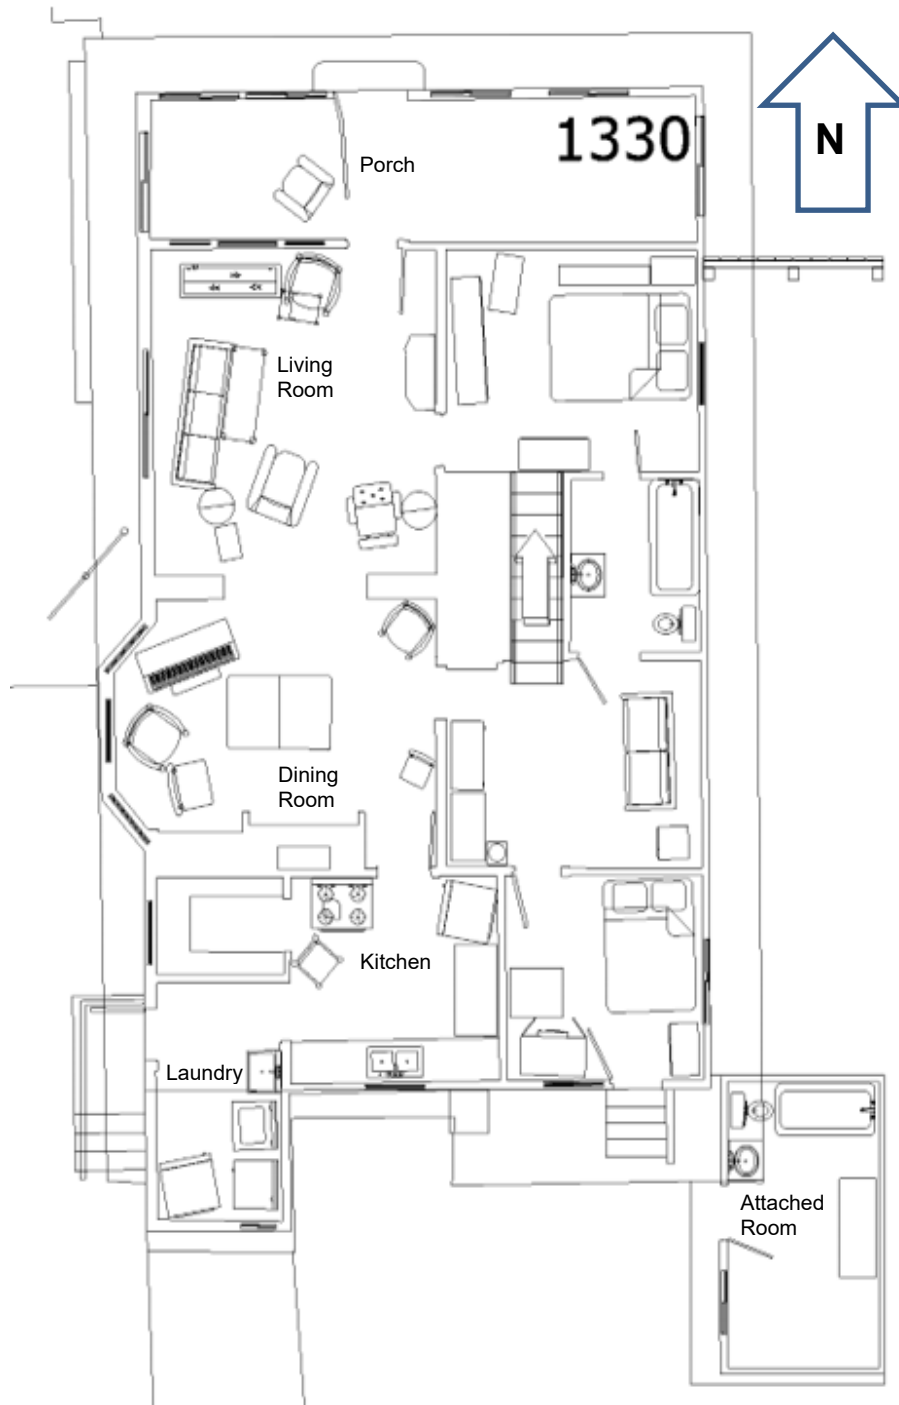 1330
N
Porch
Living
Room
Dining
Room
Kitchen
Laundry
Attached
Room